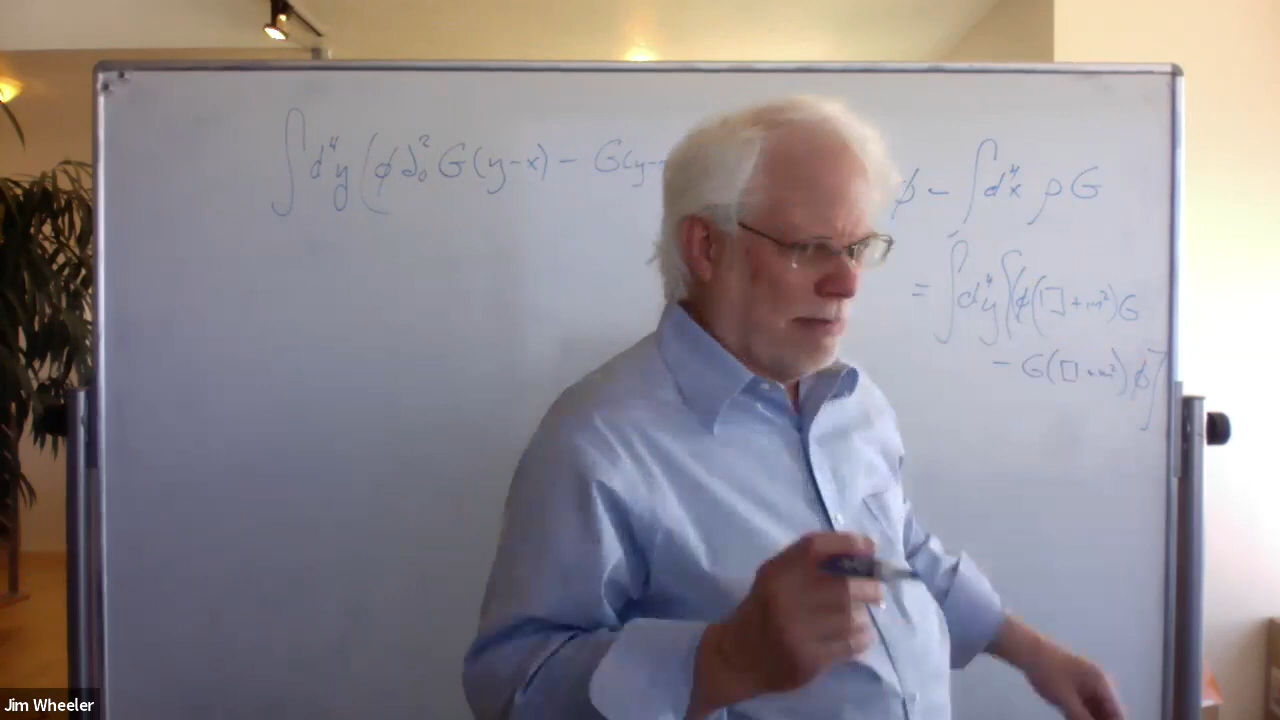 ∫d⁴y (φ ∂₀² G(y-x) - G(y-
φ - ∫d⁴x ρ G
= ∫d⁴y [φ(□ + m²)G
- G(□ + m²)φ]
Jim Wheeler